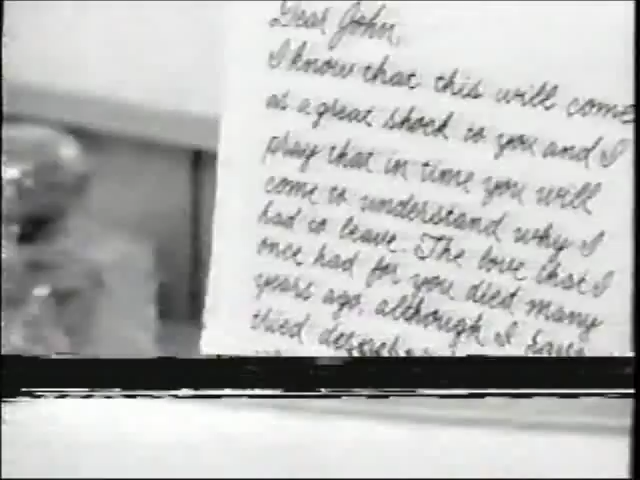 Dear John,
I know that this will come
as a great shock to you and I
pray that in time you will
come to understand why I
had to leave. The love that I
once had for you died many
years ago, although I have
tried